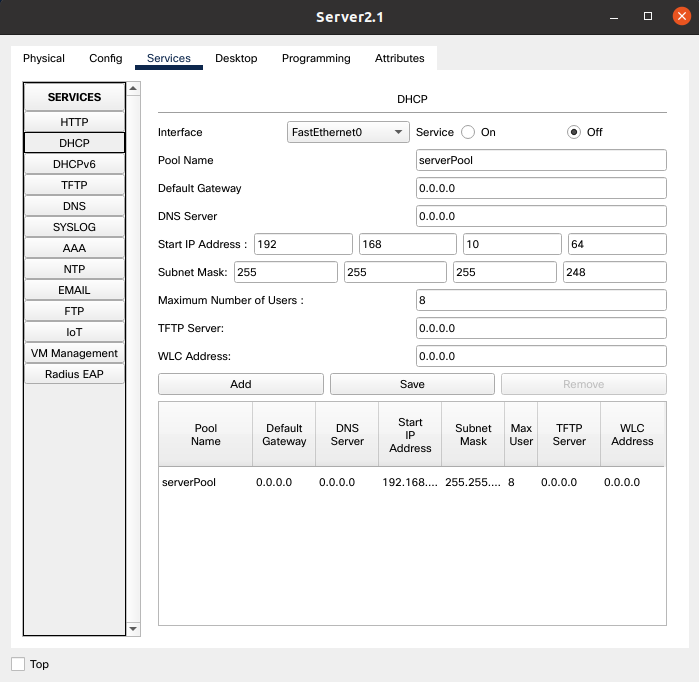 Server2.1
Physical Config Services Desktop Programming Attributes
SERVICES
HTTP
DHCP
DHCPv6
TFTP
DNS
SYSLOG
AAA
NTP
EMAIL
FTP
IoT
VM Management
Radius EAP
DHCP
Interface FastEthernet0 Service On Off
Pool Name serverPool
Default Gateway 0.0.0.0
DNS Server 0.0.0.0
Start IP Address : 192 168 10 64
Subnet Mask: 255 255 255 248
Maximum Number of Users : 8
TFTP Server: 0.0.0.0
WLC Address: 0.0.0.0
Add Save Remove
Pool Name Default Gateway DNS Server Start IP Address Subnet Mask Max User TFTP Server WLC Address
serverPool 0.0.0.0 0.0.0.0 192.168.... 255.255.... 8 0.0.0.0 0.0.0.0
Top